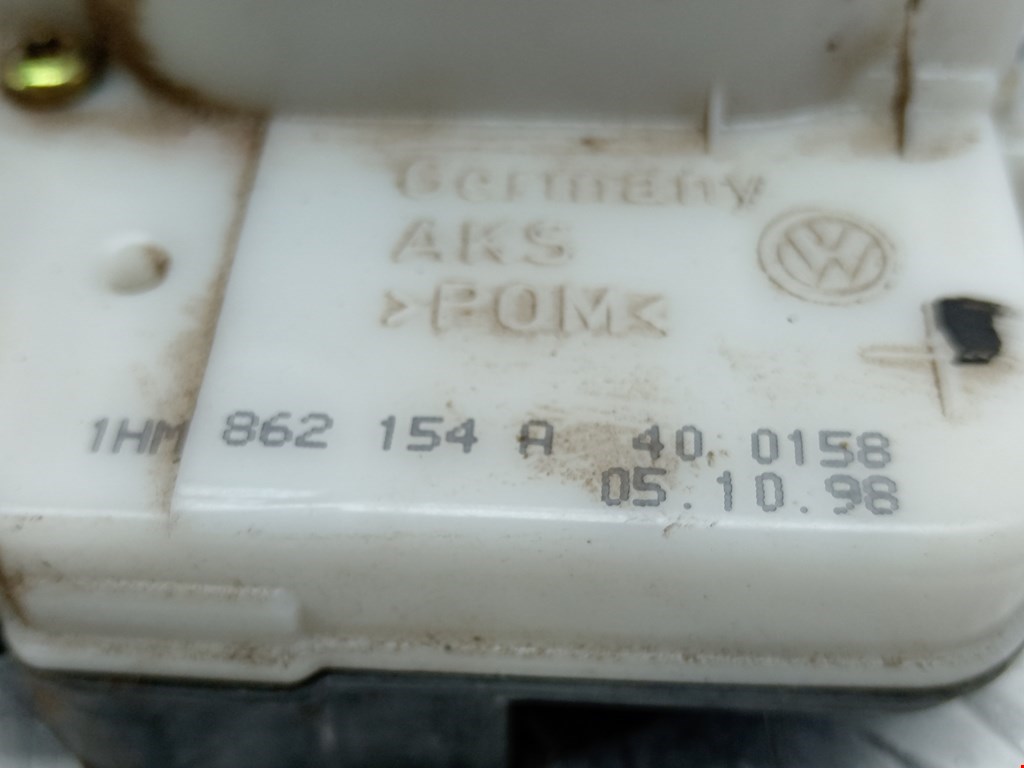 Germany
AKS
>POM<
1HM 862 154 A 40 0158
05.10.98